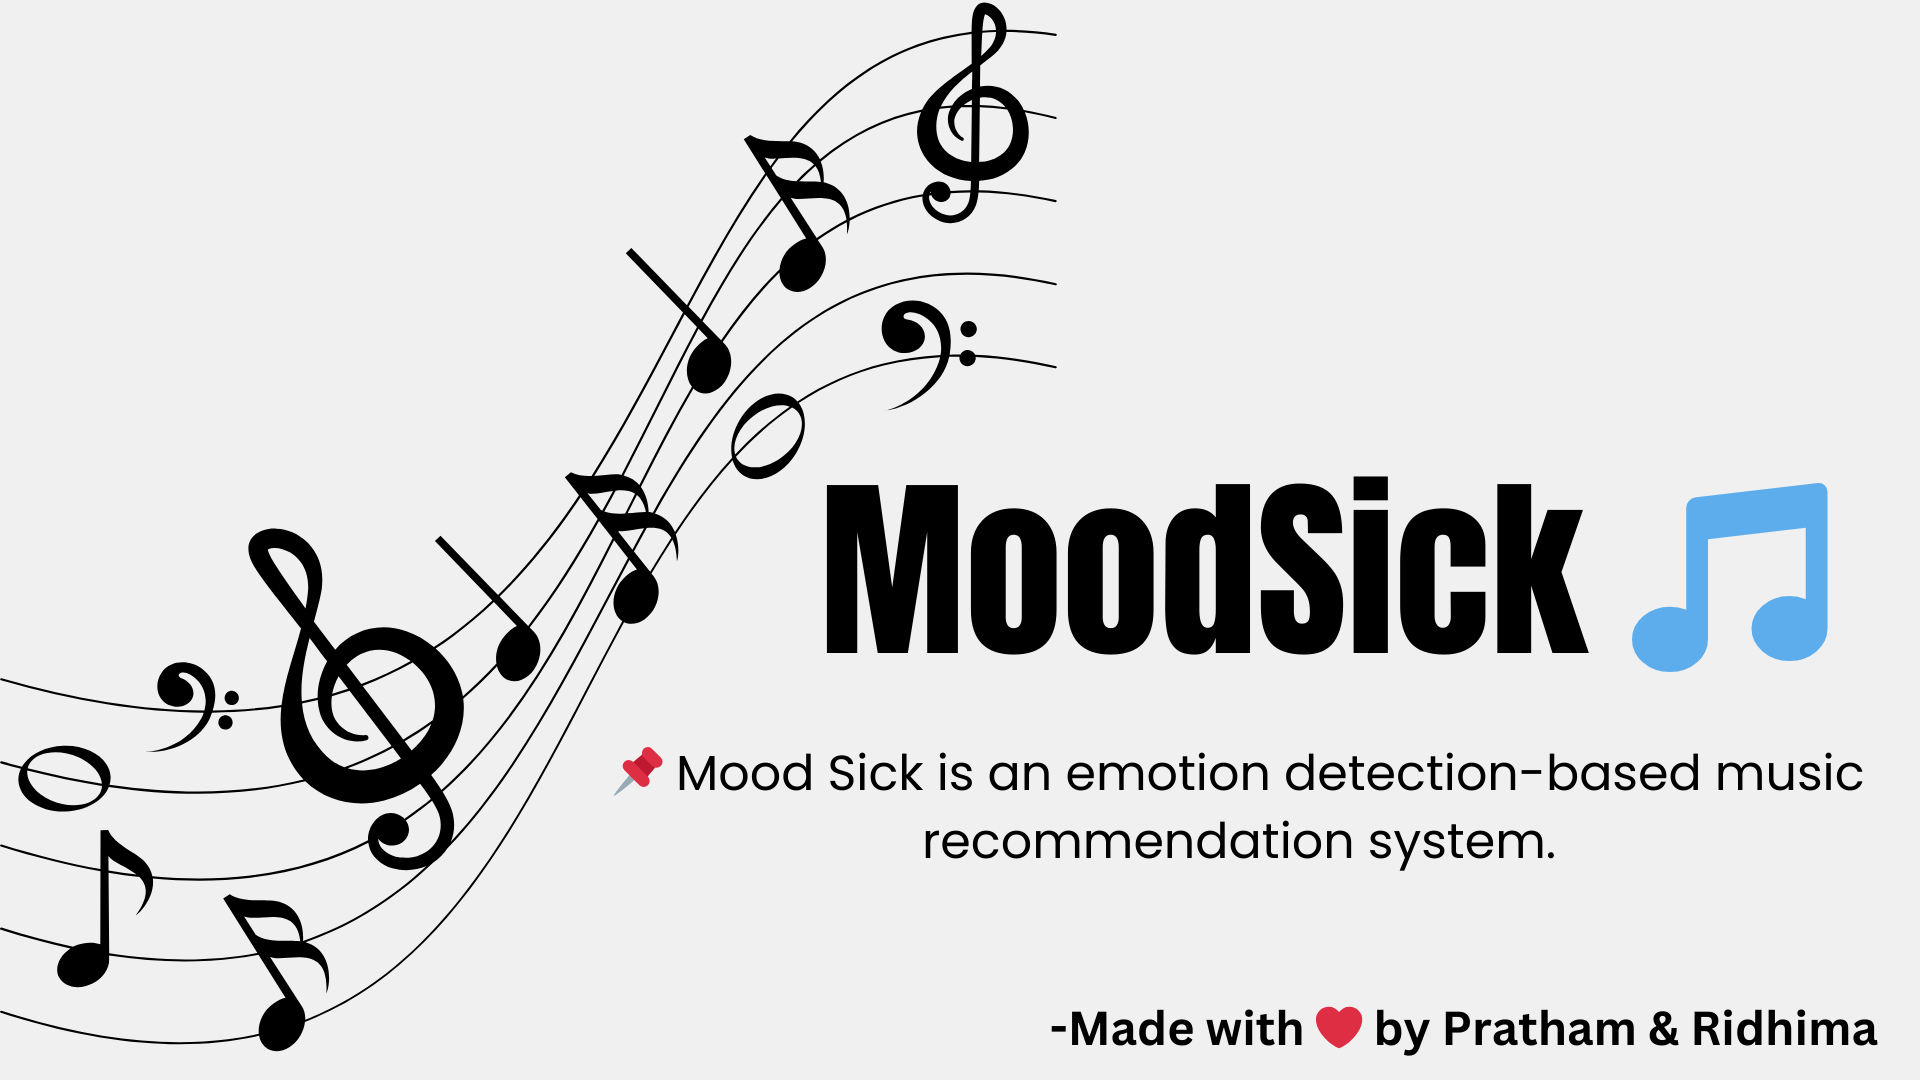 MoodSick 🎵
📌 Mood Sick is an emotion detection-based music
recommendation system.
-Made with ❤️ by Pratham & Ridhima